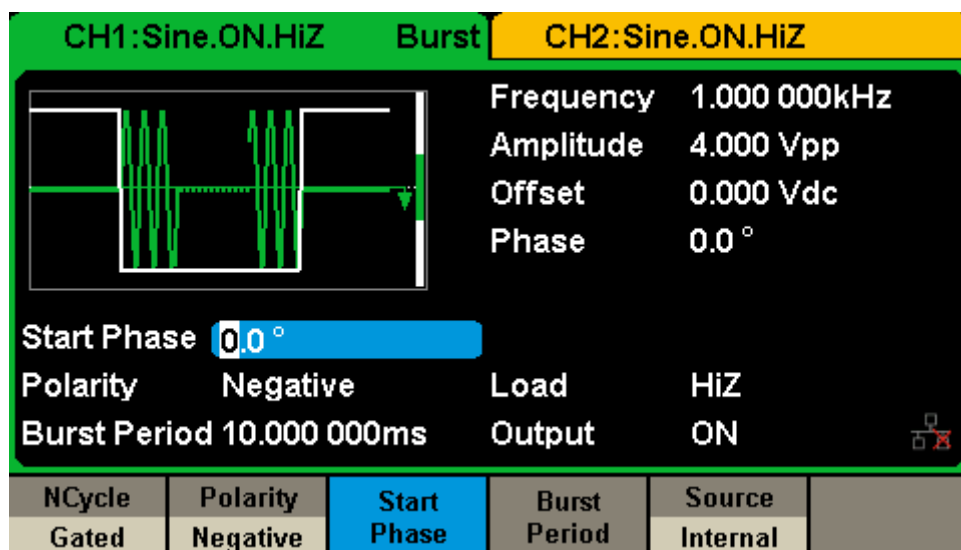 CH1:Sine.ON.HiZ Burst CH2:Sine.ON.HiZ
Frequency 1.000 000kHz
Amplitude 4.000 Vpp
Offset 0.000 Vdc
Phase 0.0 °
Start Phase 0.0 °
Polarity Negative Load HiZ
Burst Period 10.000 000ms Output ON
NCycle Polarity Start Phase Burst Period Source
Gated Negative Internal